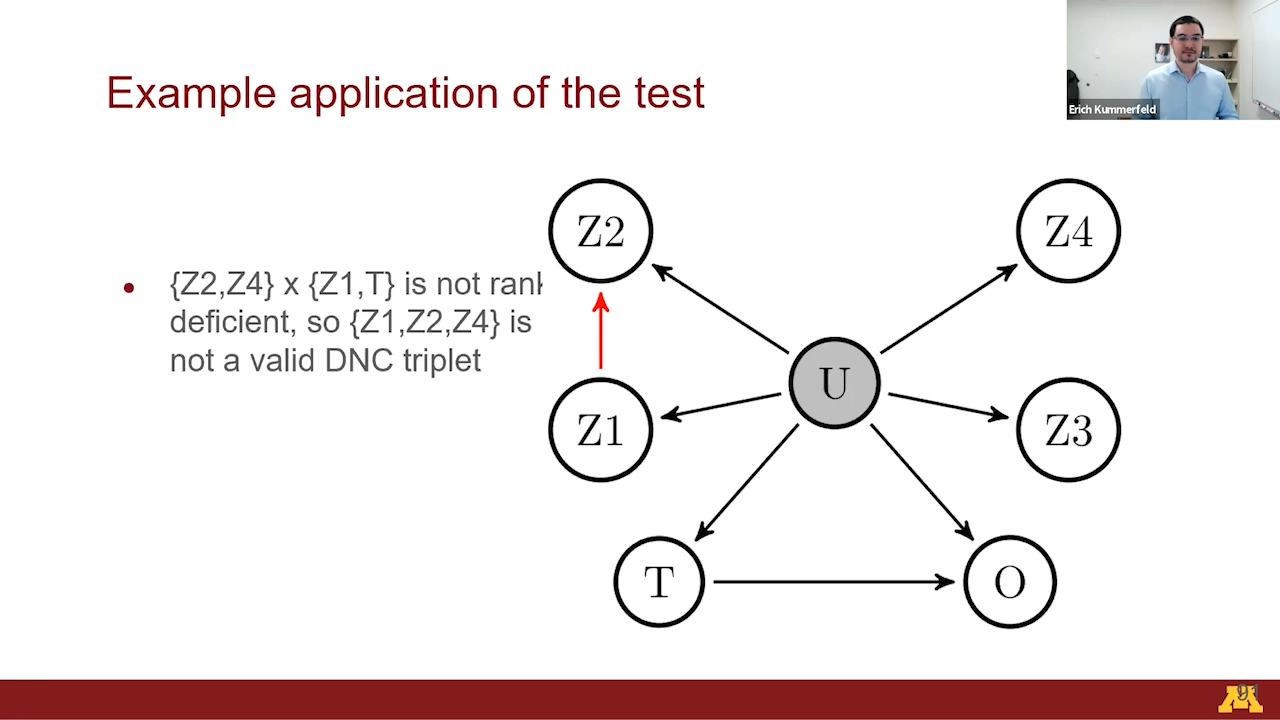 Example application of the test
Erich Kummerfeld
• {Z2,Z4} x {Z1,T} is not rank
deficient, so {Z1,Z2,Z4} is
not a valid DNC triplet
Z2
Z4
U
Z1
Z3
T
O